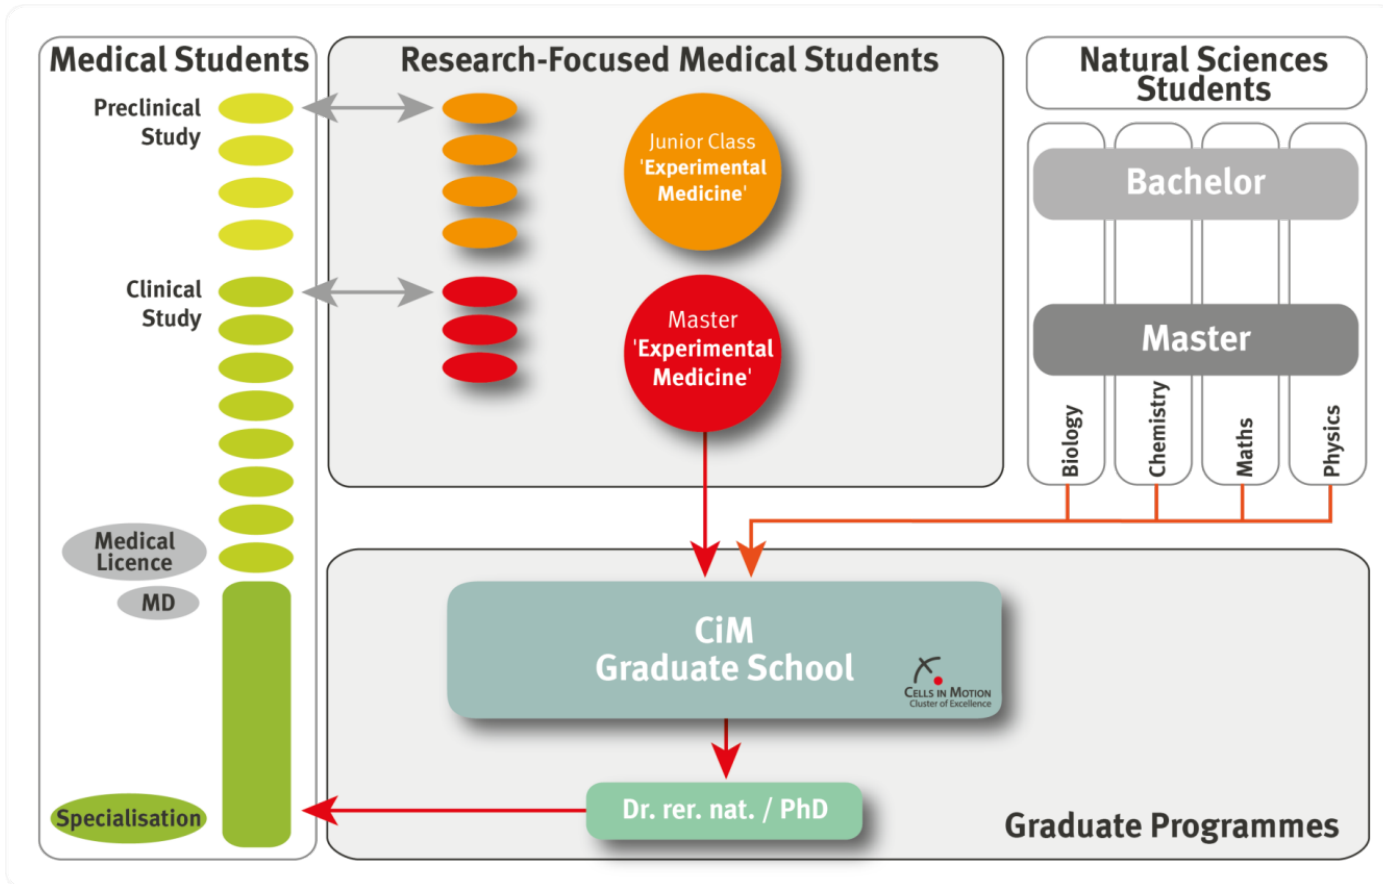 Medical Students
Preclinical
Study
Clinical
Study
Medical
Licence
MD
Specialisation
Research-Focused Medical Students
Junior Class
'Experimental
Medicine'
Master
'Experimental
Medicine'
Natural Sciences
Students
Bachelor
Master
Biology
Chemistry
Maths
Physics
CiM
Graduate School
CELLS IN MOTION
Cluster of Excellence
Dr. rer. nat. / PhD
Graduate Programmes